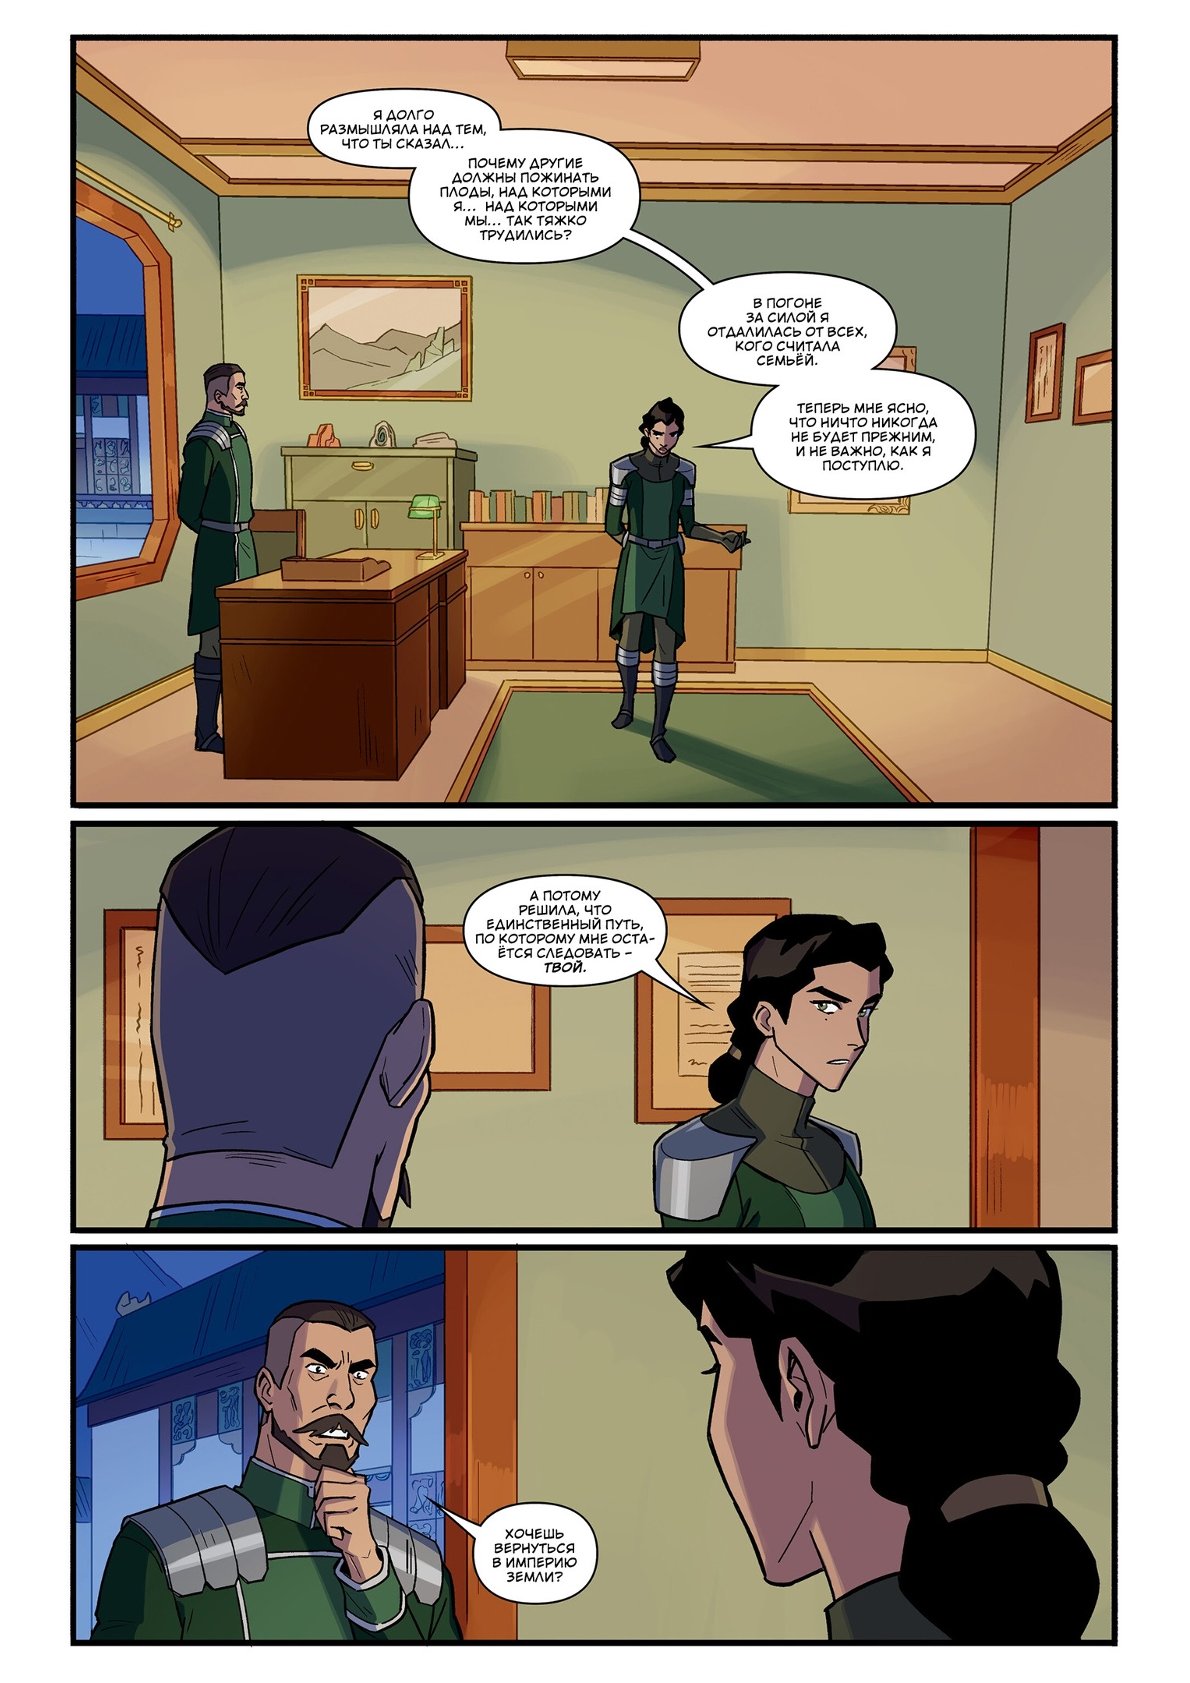 Я ДОЛГО
РАЗМЫШЛЯЛА НАД ТЕМ,
ЧТО ТЫ СКАЗАЛ...
ПОЧЕМУ ДРУГИЕ
ДОЛЖНЫ ПОЖИНАТЬ
ПЛОДЫ, НАД КОТОРЫМИ
Я... НАД КОТОРЫМИ
МЫ... ТАК ТЯЖКО
ТРУДИЛИСЬ?
В ПОГОНЕ
ЗА СИЛОЙ Я
ОТДАЛИЛАСЬ ОТ ВСЕХ,
КОГО СЧИТАЛА
СЕМЬЁЙ.
ТЕПЕРЬ МНЕ ЯСНО,
ЧТО НИЧТО НИКОГДА
НЕ БУДЕТ ПРЕЖНИМ,
И НЕ ВАЖНО, КАК Я
ПОСТУПЛЮ.
А ПОТОМУ
РЕШИЛА, ЧТО
ЕДИНСТВЕННЫЙ ПУТЬ,
ПО КОТОРОМУ МНЕ ОСТА-
ЁТСЯ СЛЕДОВАТЬ –
ТВОЙ.
ХОЧЕШЬ
ВЕРНУТЬСЯ
В ИМПЕРИЮ
ЗЕМЛИ?